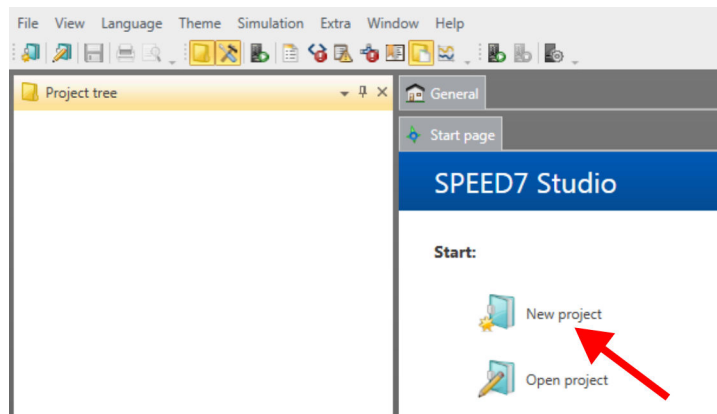 File View Language Theme Simulation Extra Window Help
Project tree
General
Start page
SPEED7 Studio
Start:
New project
Open project